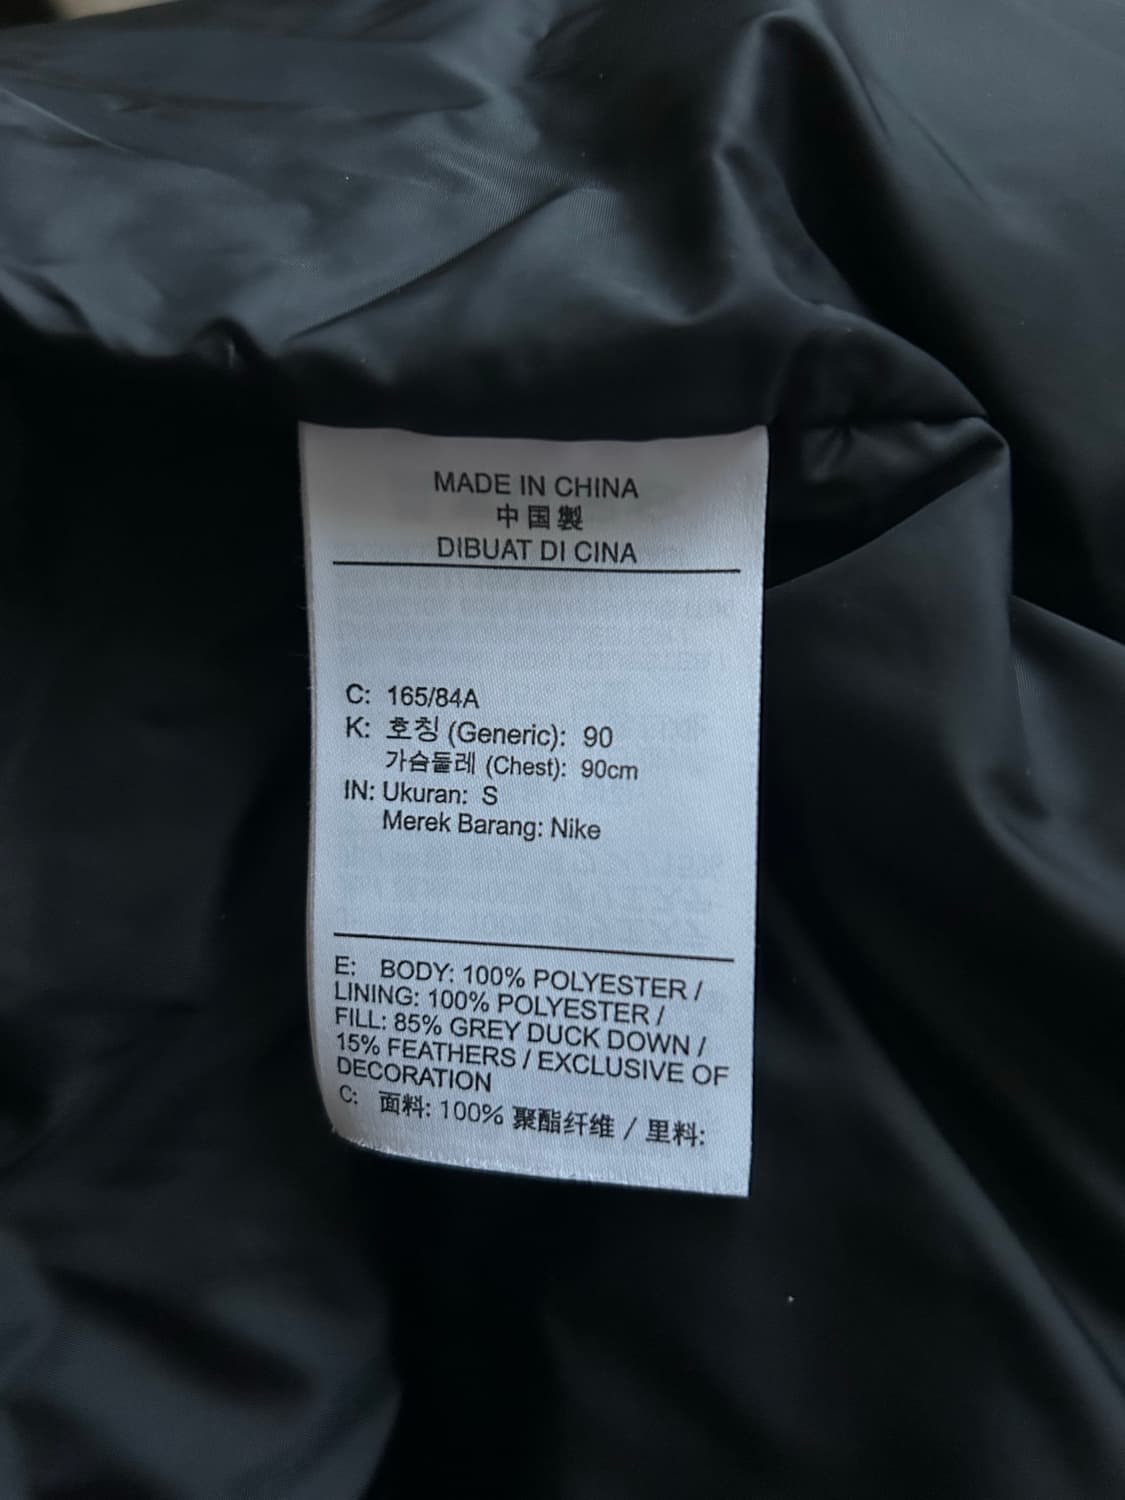 MADE IN CHINA
中国製
DIBUAT DI CINA
C: 165/84A
K: 호칭 (Generic): 90
가슴둘레 (Chest): 90cm
IN: Ukuran: S
Merek Barang: Nike
E: BODY: 100% POLYESTER /
LINING: 100% POLYESTER /
FILL: 85% GREY DUCK DOWN /
15% FEATHERS / EXCLUSIVE OF
DECORATION
C: 面料: 100% 聚酯纤维 / 里料: